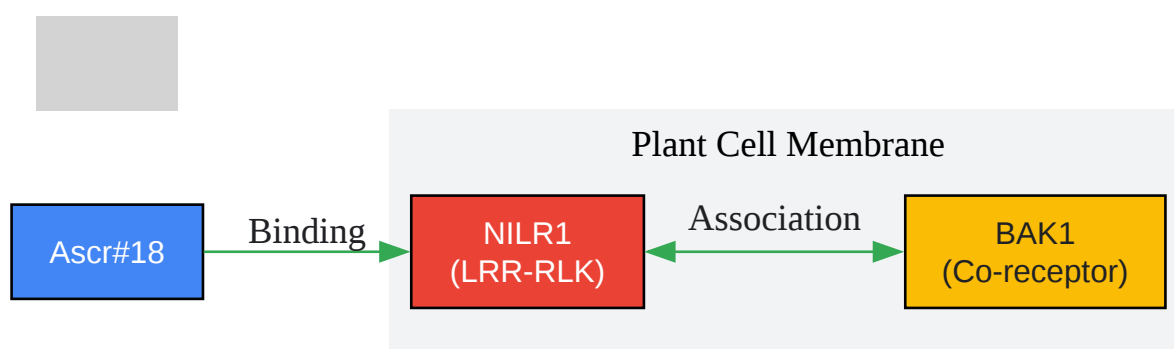 Plant Cell Membrane
Ascr#18
Binding
NILR1
(LRR-RLK)
Association
BAK1
(Co-receptor)